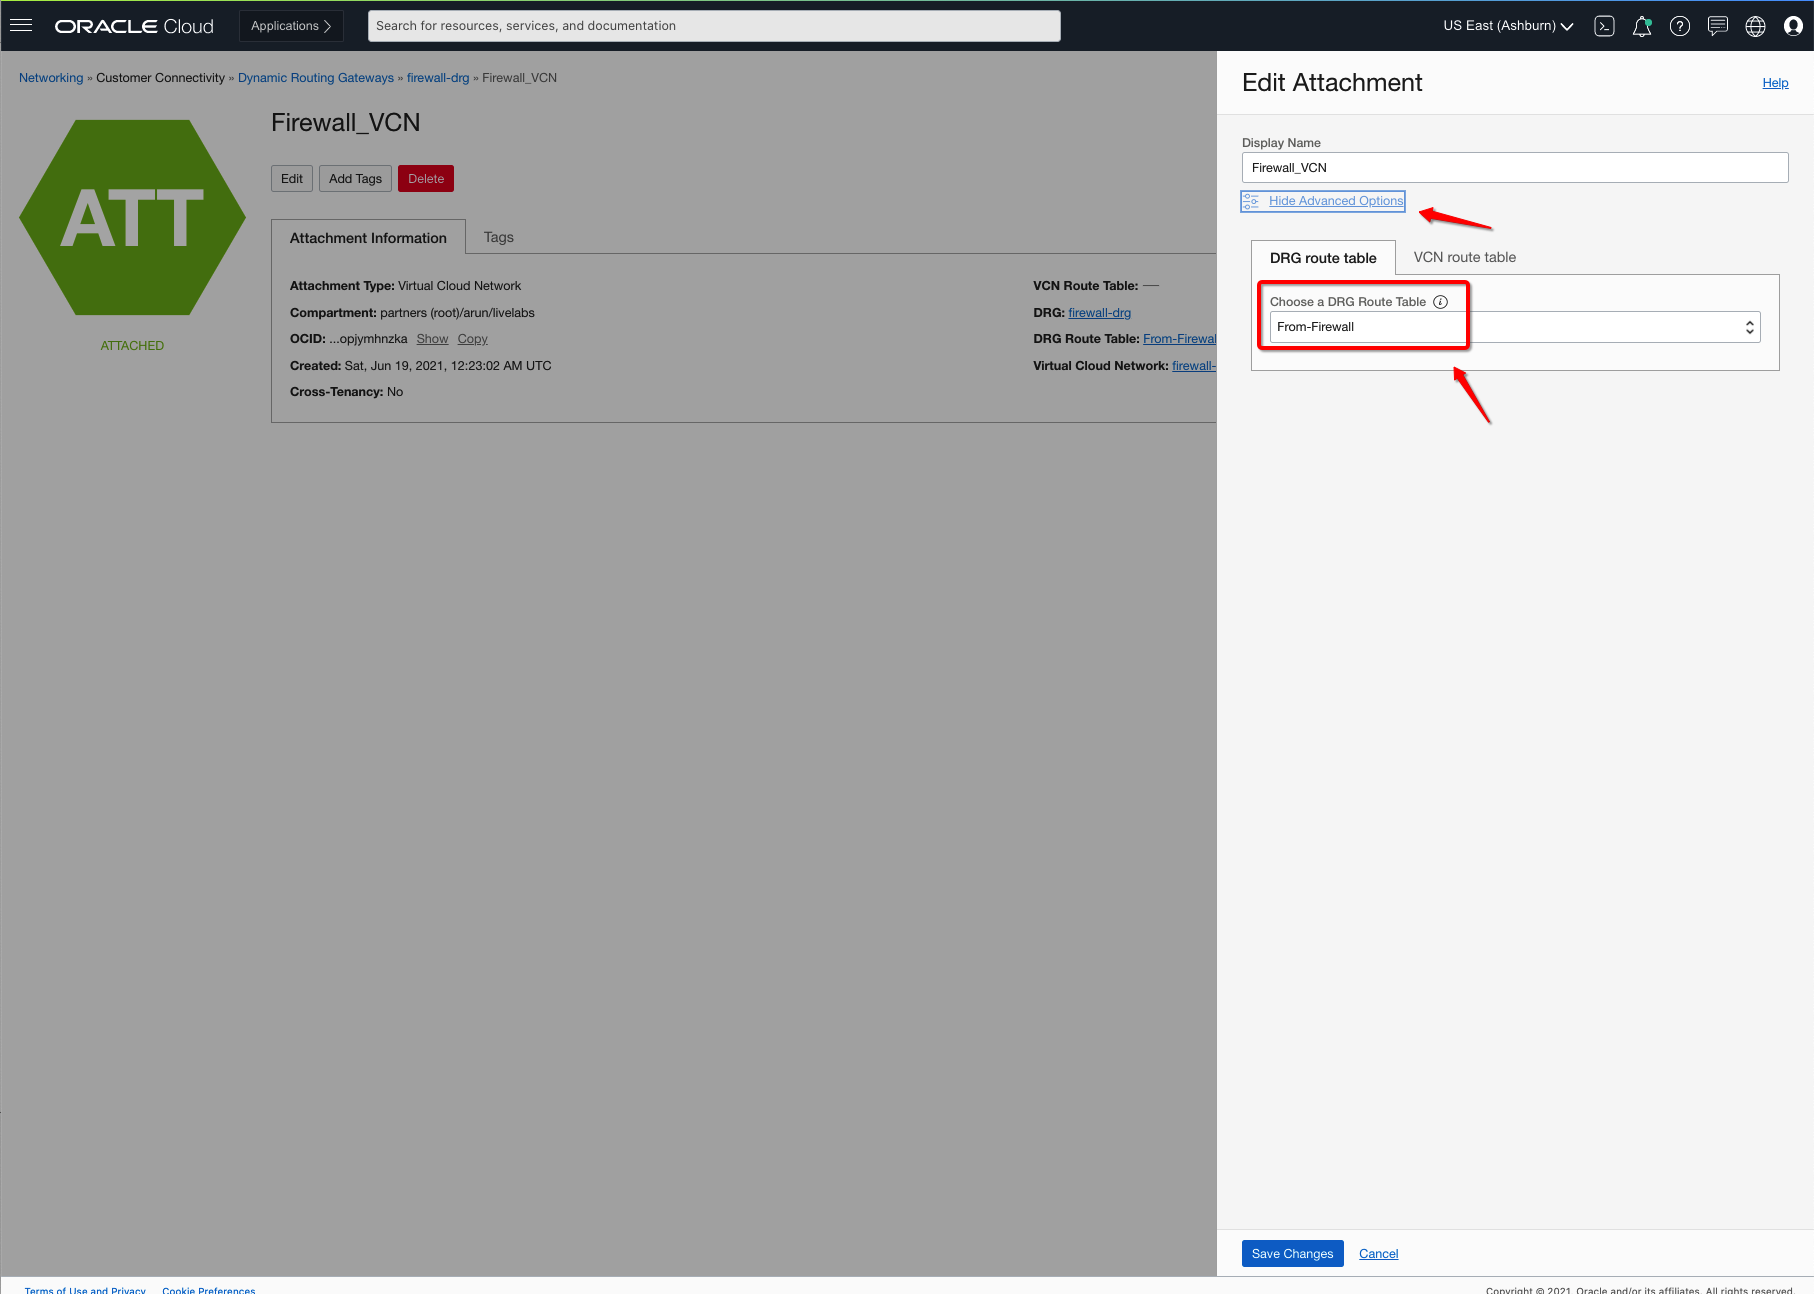 ORACLE Cloud
Applications
Search for resources, services, and documentation
US East (Ashburn)
Networking » Customer Connectivity » Dynamic Routing Gateways » firewall-drg » Firewall_VCN
ATT
ATTACHED
Firewall_VCN
Edit
Add Tags
Delete
Attachment Information
Tags
Attachment Type: Virtual Cloud Network
Compartment: partners (root)/arun/livelabs
OCID: ...opjymhnzka Show Copy
Created: Sat, Jun 19, 2021, 12:23:02 AM UTC
Cross-Tenancy: No
VCN Route Table: —
DRG: firewall-drg
DRG Route Table: From-Firewal
Virtual Cloud Network: firewall-
Edit Attachment
Help
Display Name
Firewall_VCN
Hide Advanced Options
DRG route table
VCN route table
Choose a DRG Route Table
From-Firewall
Save Changes
Cancel
Terms of Use and Privacy
Cookie Preferences
Copyright © 2021, Oracle and/or its affiliates. All rights reserved.